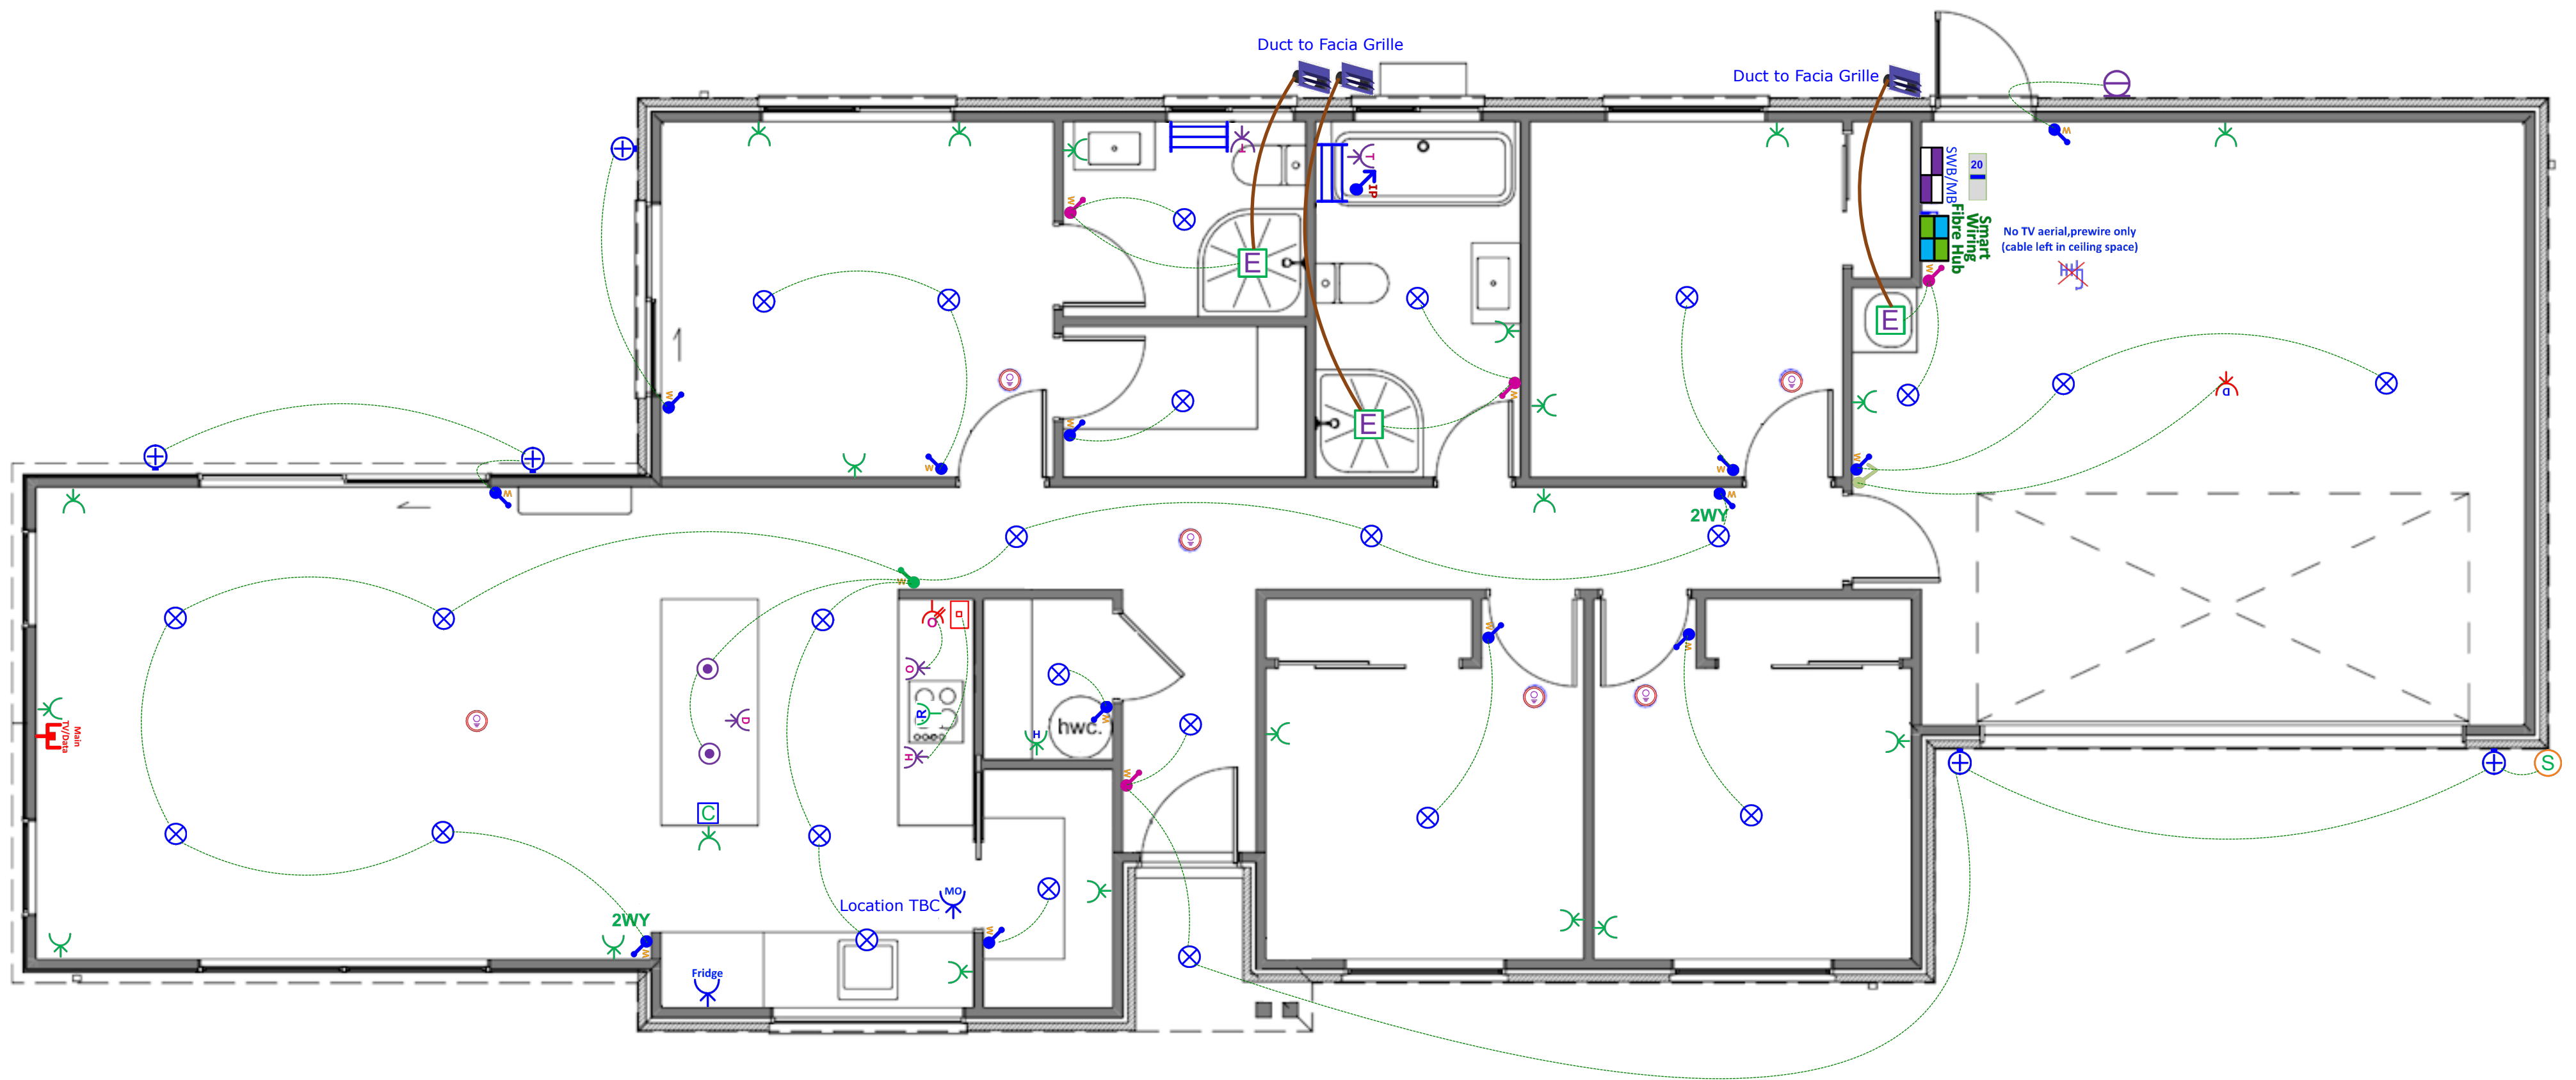 Duct to Facia Grille
Duct to Facia Grille
W
T
T
IP
W
SWB/MB
20
Fibre Hub
Smart
Wiring
No TV aerial,prewire only
(cable left in ceiling space)
W
E
E
E
W
W
W
W
W
W
D
W
W
2WY
W
W
O
O
W
W
D
R
H
H
hwc.
W
Main
TV/Data
W
C
S
MO
Location TBC
2WY
W
W
Fridge